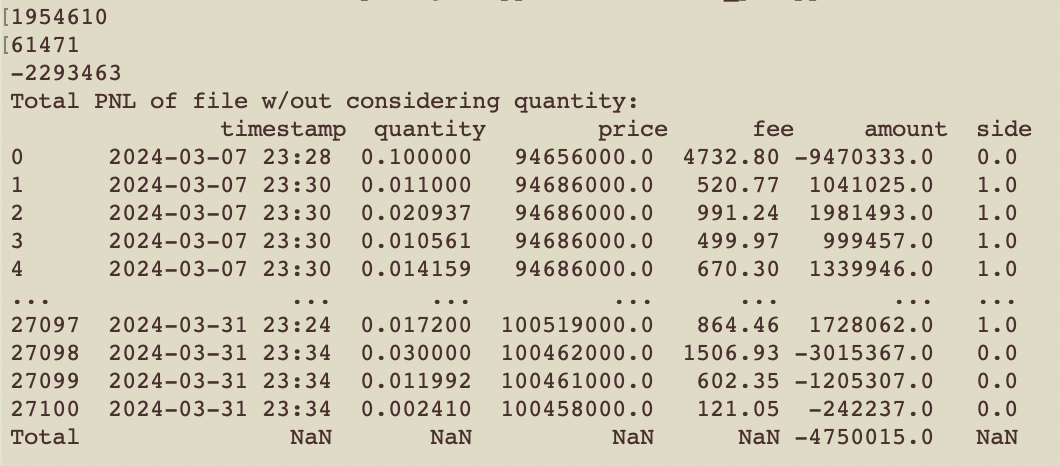 [1954610
[61471
-2293463
Total PNL of file w/out considering quantity:
timestamp quantity price fee amount side
0 2024-03-07 23:28 0.100000 94656000.0 4732.80 -9470333.0 0.0
1 2024-03-07 23:30 0.011000 94686000.0 520.77 1041025.0 1.0
2 2024-03-07 23:30 0.020937 94686000.0 991.24 1981493.0 1.0
3 2024-03-07 23:30 0.010561 94686000.0 499.97 999457.0 1.0
4 2024-03-07 23:30 0.014159 94686000.0 670.30 1339946.0 1.0
... ... ... ... ... ... ...
27097 2024-03-31 23:24 0.017200 100519000.0 864.46 1728062.0 1.0
27098 2024-03-31 23:34 0.030000 100462000.0 1506.93 -3015367.0 0.0
27099 2024-03-31 23:34 0.011992 100461000.0 602.35 -1205307.0 0.0
27100 2024-03-31 23:34 0.002410 100458000.0 121.05 -242237.0 0.0
Total NaN NaN NaN NaN -4750015.0 NaN